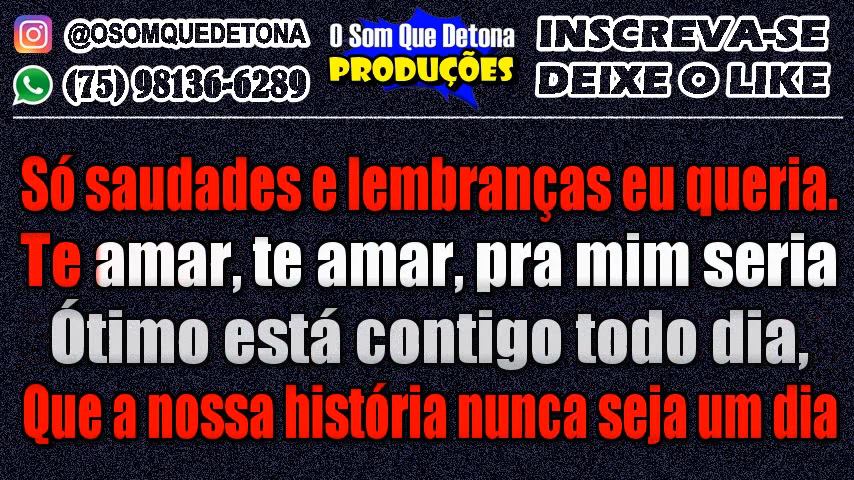 @OSOMQUEDETONA
(75) 98136-6289
O Som Que Detona
PRODUÇÕES
INSCREVA-SE
DEIXE O LIKE
Só saudades e lembranças eu queria.
Te amar, te amar, pra mim seria
Ótimo está contigo todo dia,
Que a nossa história nunca seja um dia